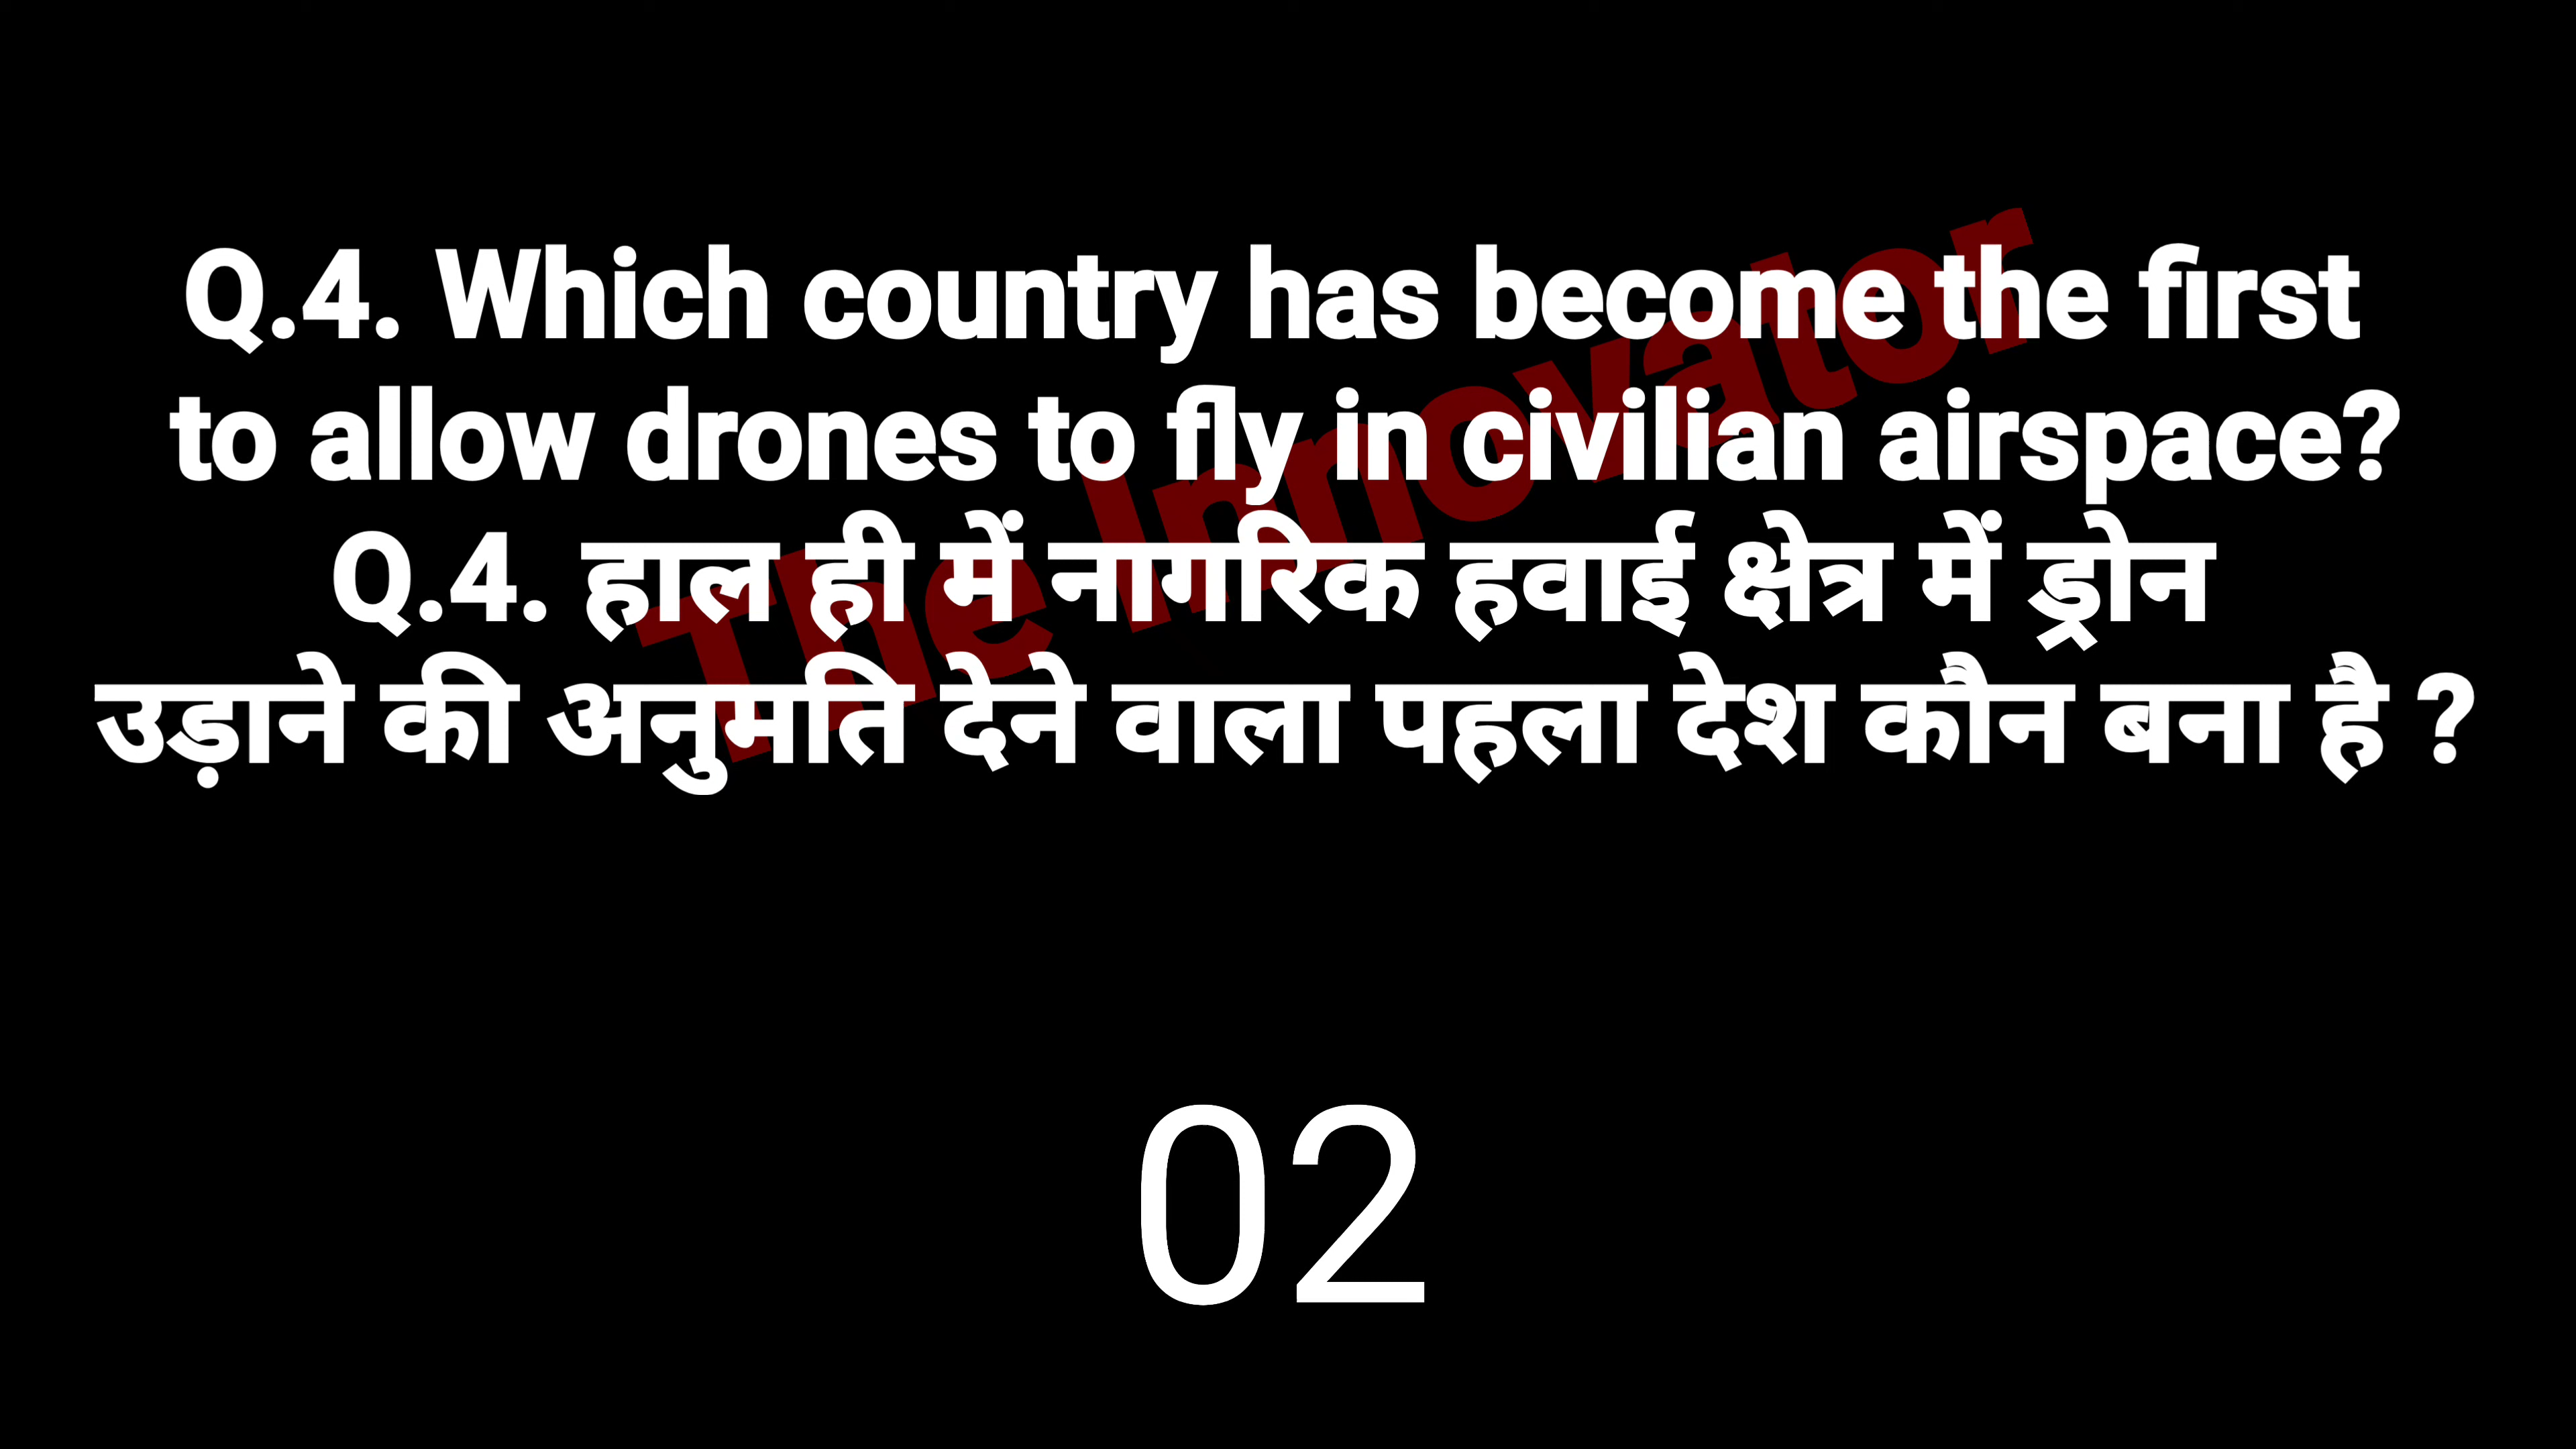 Q.4. Which country has become the first
to allow drones to fly in civilian airspace?
Q.4. हाल ही में नागरिक हवाई क्षेत्र में ड्रोन
उड़ाने की अनुमति देने वाला पहला देश कौन बना है ?
The Innovator
02